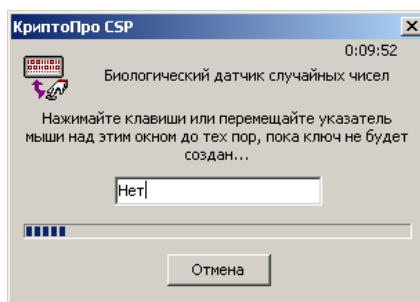 КриптоПро CSP
0:09:52
Биологический датчик случайных чисел
Нажимайте клавиши или перемещайте указатель
мыши над этим окном до тех пор, пока ключ не будет
создан...
Нет
Отмена